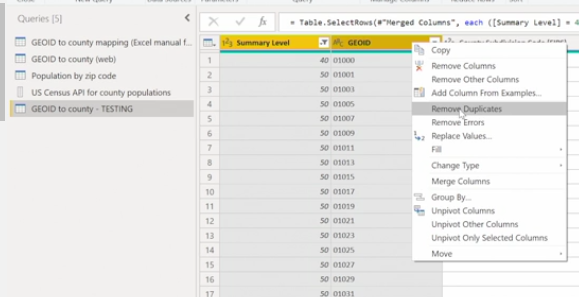 Queries [5]
= Table.SelectRows(#"Merged Columns", each ([Summary Level] = 4
GEOID to county mapping (Excel manual f...
GEOID to county (web)
Population by zip code
US Census API for county populations
GEOID to county - TESTING
Summary Level
GEOID
1 40 01000
2 50 01001
3 50 01003
4 50 01005
5 50 01007
6 50 01009
7 50 01011
8 50 01013
9 50 01015
10 50 01017
11 50 01019
12 50 01021
13 50 01023
14 50 01025
15 50 01027
16 50 01029
17 50 01031
Copy
Remove Columns
Remove Other Columns
Add Column From Examples...
Remove Duplicates
Remove Errors
Replace Values...
Fill
Change Type
Merge Columns
Group By...
Unpivot Columns
Unpivot Other Columns
Unpivot Only Selected Columns
Move